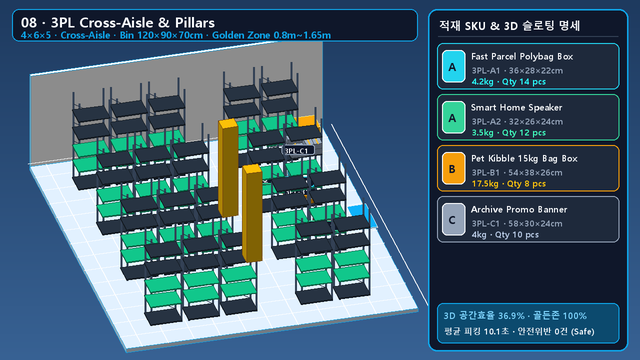 08 · 3PL Cross-Aisle & Pillars
4×6×5 · Cross-Aisle · Bin 120×90×70cm · Golden Zone 0.8m~1.65m
3PL-C1
적재 SKU & 3D 슬로팅 명세
A
Fast Parcel Polybag Box
3PL-A1 · 36×28×22cm
4.2kg · Qty 14 pcs
A
Smart Home Speaker
3PL-A2 · 32×26×24cm
3.5kg · Qty 12 pcs
B
Pet Kibble 15kg Bag Box
3PL-B1 · 54×38×26cm
17.5kg · Qty 8 pcs
C
Archive Promo Banner
3PL-C1 · 58×30×24cm
4kg · Qty 10 pcs
3D 공간효율 36.9% · 골든존 100%
평균 피킹 10.1초 · 안전위반 0건 (Safe)